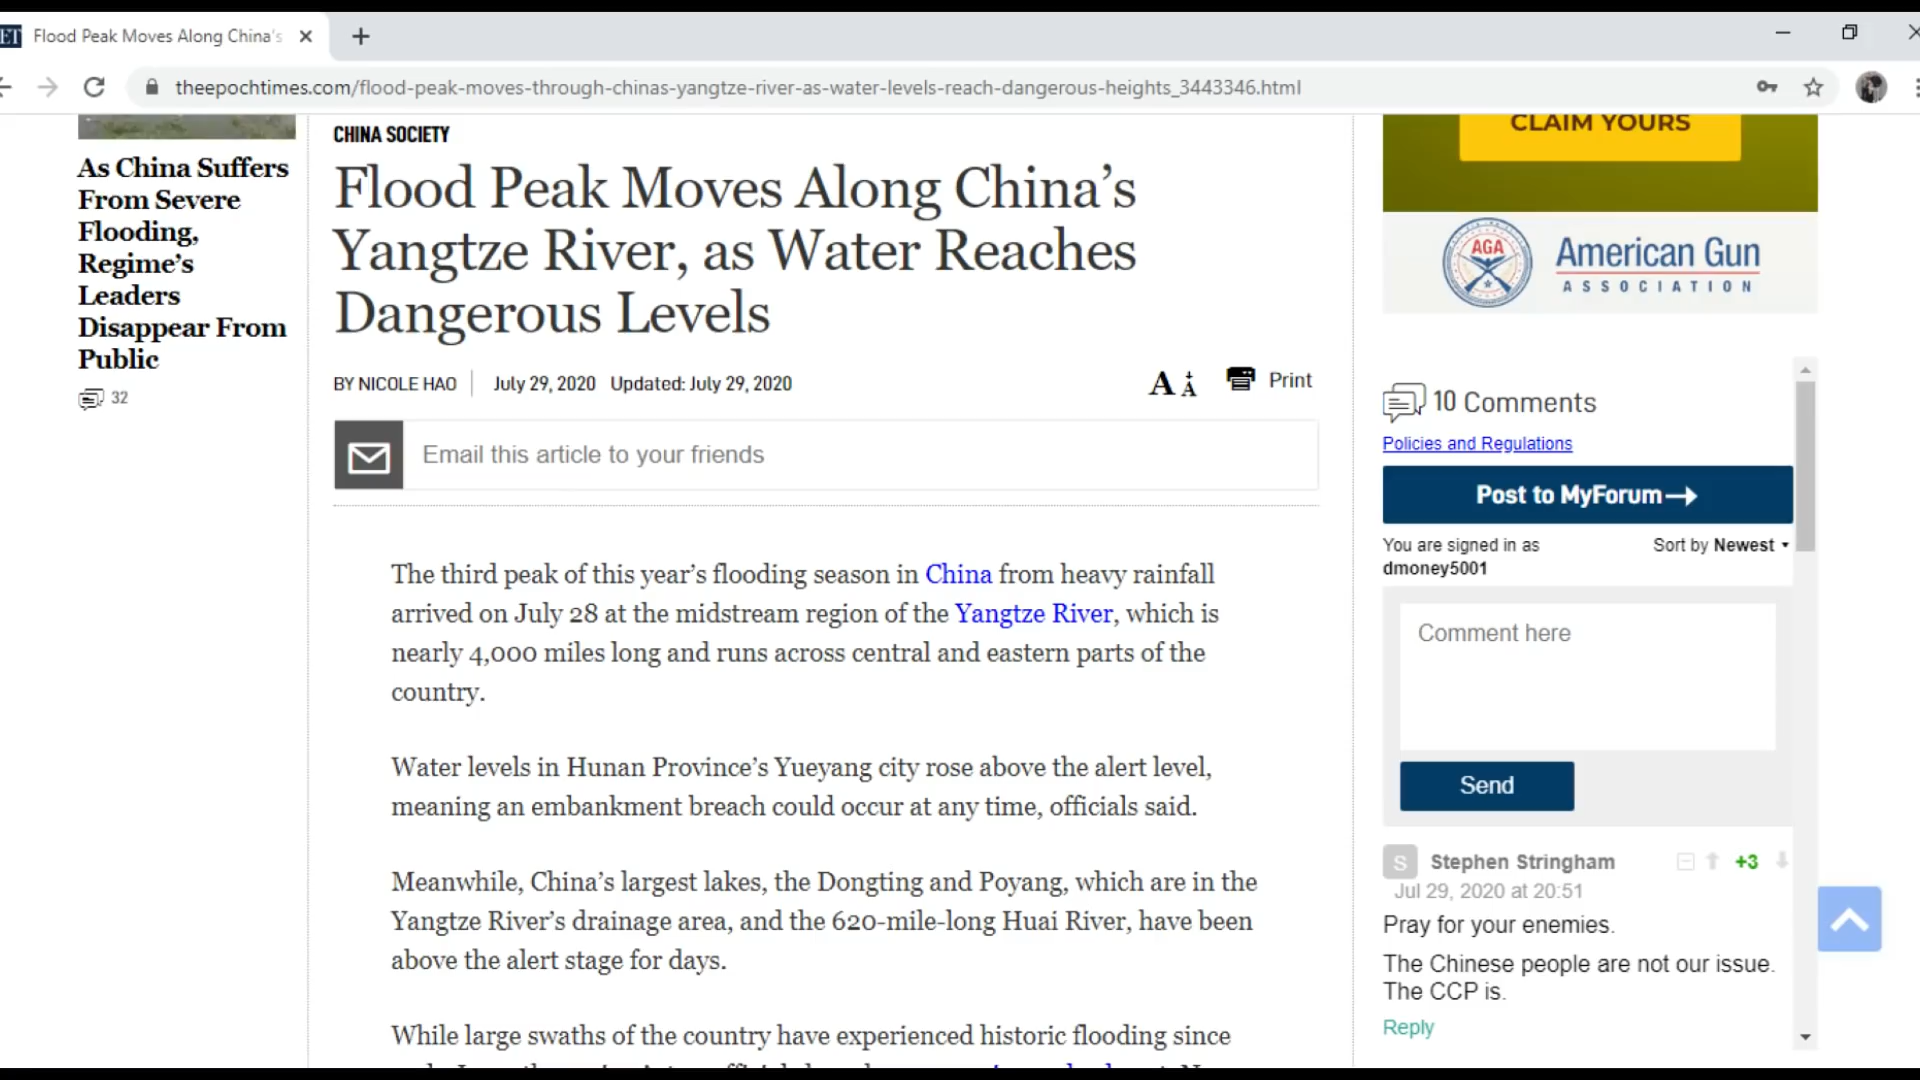 ET Flood Peak Moves Along China's
theepochtimes.com/flood-peak-moves-through-chinas-yangtze-river-as-water-levels-reach-dangerous-heights_3443346.html
As China Suffers
From Severe
Flooding,
Regime's
Leaders
Disappear From
Public
32
CHINA SOCIETY
Flood Peak Moves Along China's
Yangtze River, as Water Reaches
Dangerous Levels
BY NICOLE HAO July 29, 2020 Updated: July 29, 2020
A A Print
Email this article to your friends
The third peak of this year's flooding season in China from heavy rainfall
arrived on July 28 at the midstream region of the Yangtze River, which is
nearly 4,000 miles long and runs across central and eastern parts of the
country.
Water levels in Hunan Province's Yueyang city rose above the alert level,
meaning an embankment breach could occur at any time, officials said.
Meanwhile, China's largest lakes, the Dongting and Poyang, which are in the
Yangtze River's drainage area, and the 620-mile-long Huai River, have been
above the alert stage for days.
While large swaths of the country have experienced historic flooding since
CLAIM YOURS
AGA
American Gun
ASSOCIATION
10 Comments
Policies and Regulations
Post to MyForum
You are signed in as
dmoney5001
Sort by Newest
Comment here
Send
S Stephen Stringham +3
Jul 29, 2020 at 20:51
Pray for your enemies.
The Chinese people are not our issue.
The CCP is.
Reply